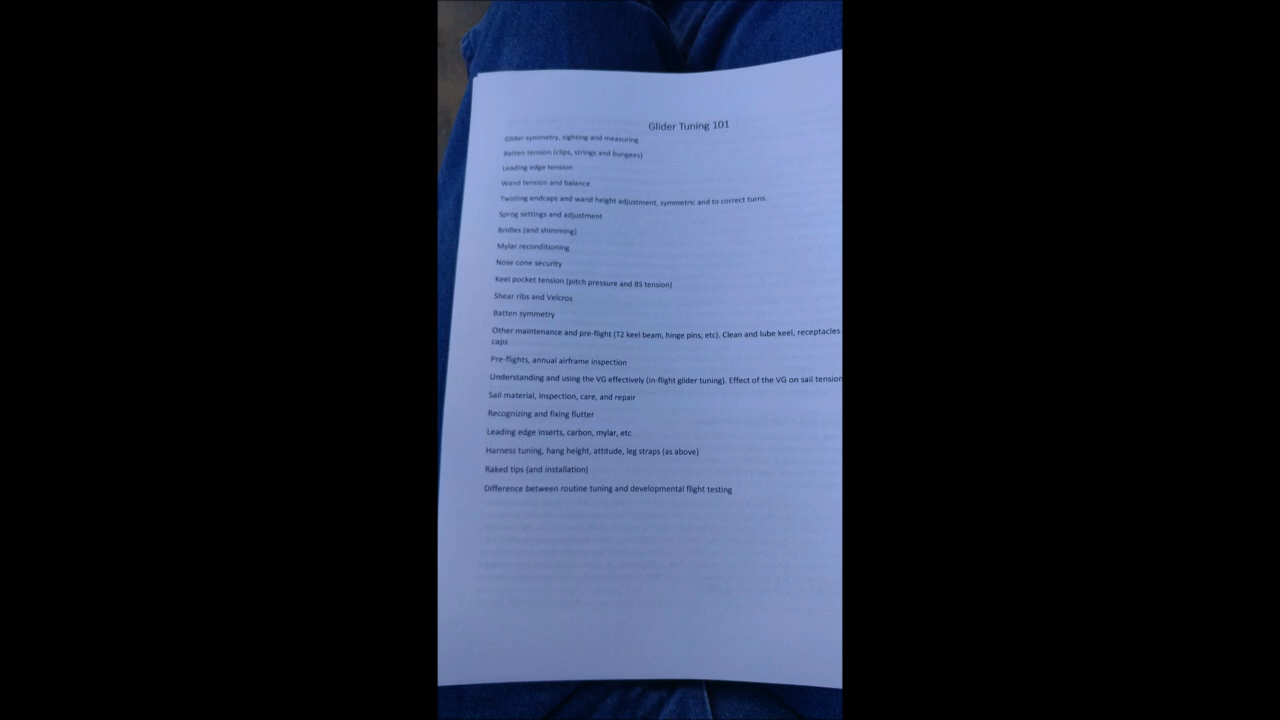 Glider Tuning 101
Glider symmetry, sighting and measuring
Batten tension (clips, strings and bungees)
Leading edge tension
Wand tension and balance
Twisting endcaps and wand height adjustment, symmetric and to correct turns.
Sprog settings and adjustment
Bridles (and shimming)
Mylar reconditioning
Nose cone security
Keel pocket tension (pitch pressure and BS tension)
Shear ribs and Velcros
Batten symmetry
Other maintenance and pre-flight (T2 keel beam, hinge pins, etc). Clean and lube keel, receptacles
caps
Pre-flights, annual airframe inspection
Understanding and using the VG effectively (in-flight glider tuning). Effect of the VG on sail tension
Sail material, inspection, care, and repair
Recognizing and fixing flutter
Leading edge inserts, carbon, mylar, etc
Harness tuning, hang height, attitude, leg straps (as above)
Raked tips (and installation)
Difference between routine tuning and developmental flight testing